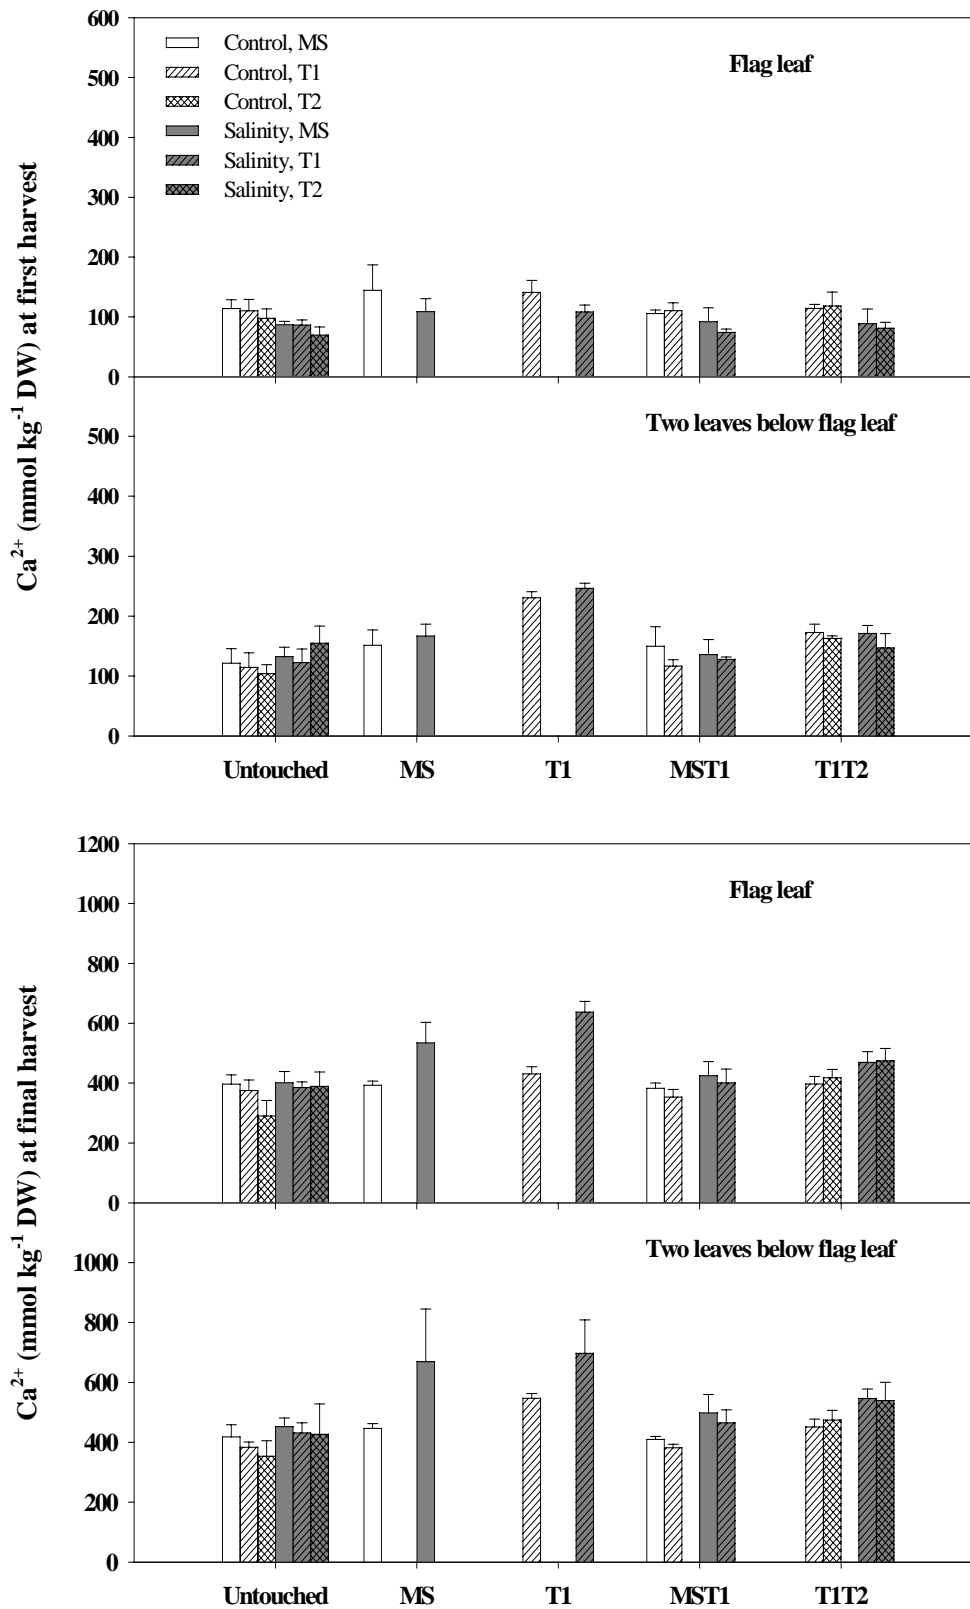 Ca²⁺ (mmol kg⁻¹ DW) at first harvest
600
500
400
300
200
100
0
Control, MS
Control, T1
Control, T2
Salinity, MS
Salinity, T1
Salinity, T2
Flag leaf
500
400
300
200
100
0
Two leaves below flag leaf
Untouched MS T1 MST1 T1T2
Ca²⁺ (mmol kg⁻¹ DW) at final harvest
1200
1000
800
600
400
200
0
Flag leaf
1000
800
600
400
200
0
Two leaves below flag leaf
Untouched MS T1 MST1 T1T2